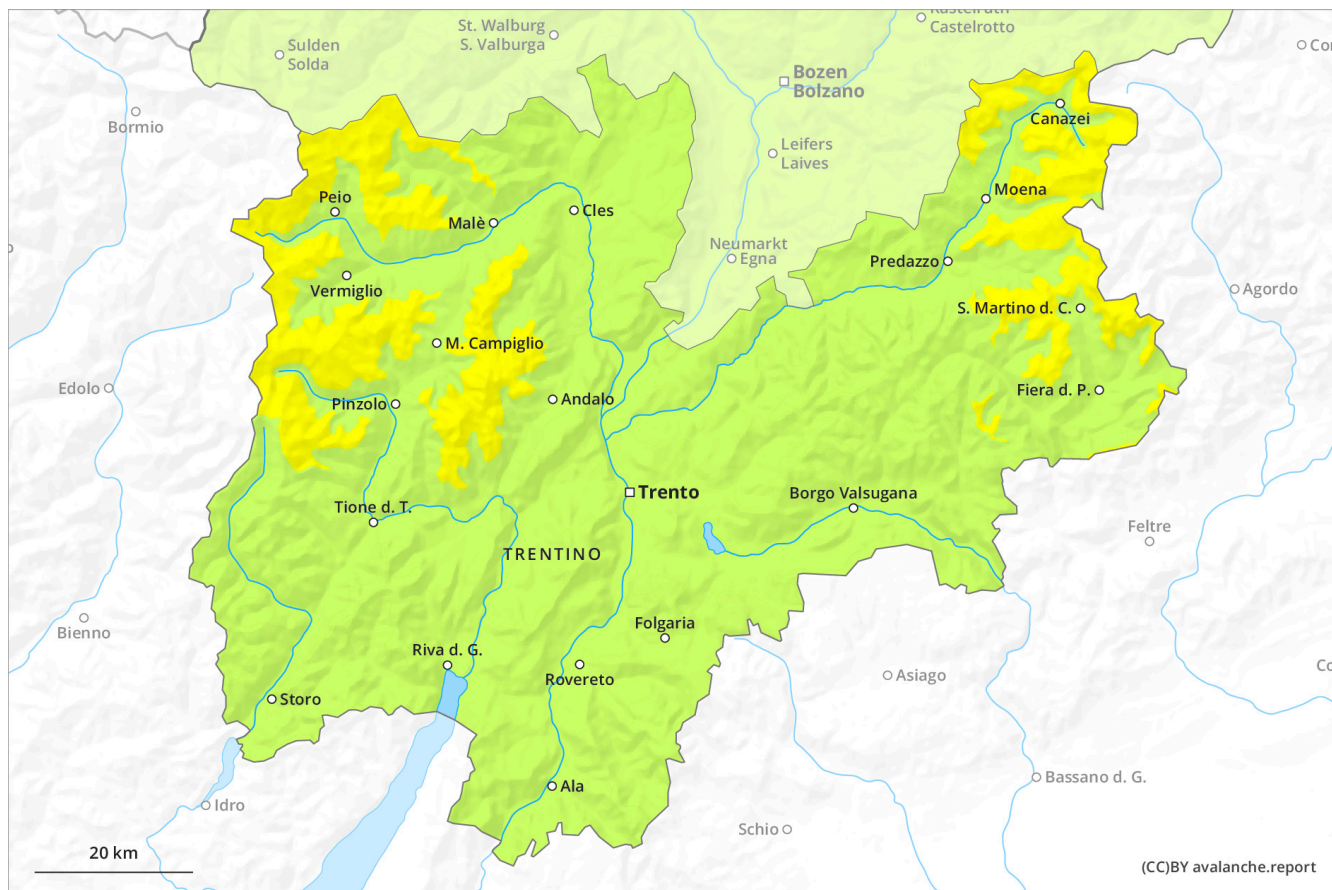 Kastelruth
Castelrotto
St. Walburg
S. Valburga
Sulden
Solda
Bozen
Bolzano
Canazei
Bormio
Leifers
Laives
Moena
Peio
Malè
Cles
Neumarkt
Egna
Predazzo
Vermiglio
Agordo
S. Martino d. C.
M. Campiglio
Edolo
Pinzolo
Andalo
Fiera d. P.
Trento
Borgo Valsugana
Tione d. T.
Feltre
TRENTINO
Bienno
Folgaria
Riva d. G.
Rovereto
Asiago
Storo
Ala
Bassano d. G.
Idro
Schio
20 km
(CC)BY avalanche.report